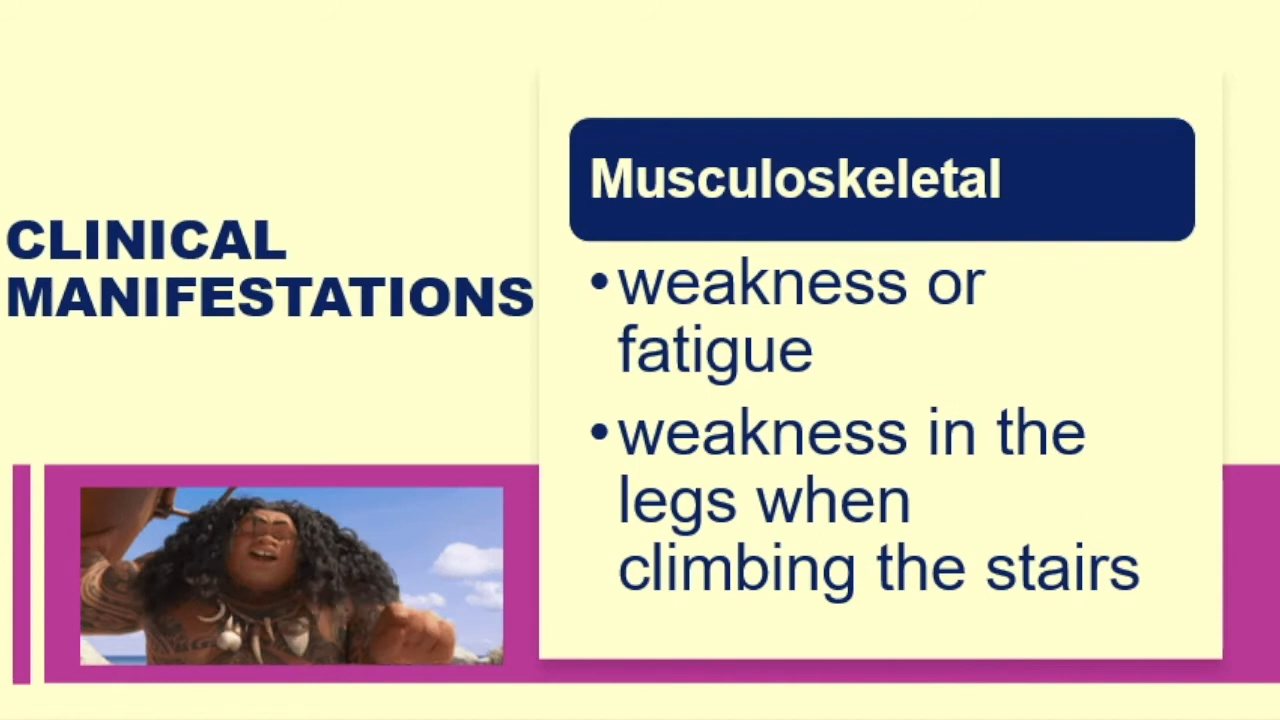 CLINICAL
MANIFESTATIONS
Musculoskeletal
•weakness or
fatigue
•weakness in the
legs when
climbing the stairs